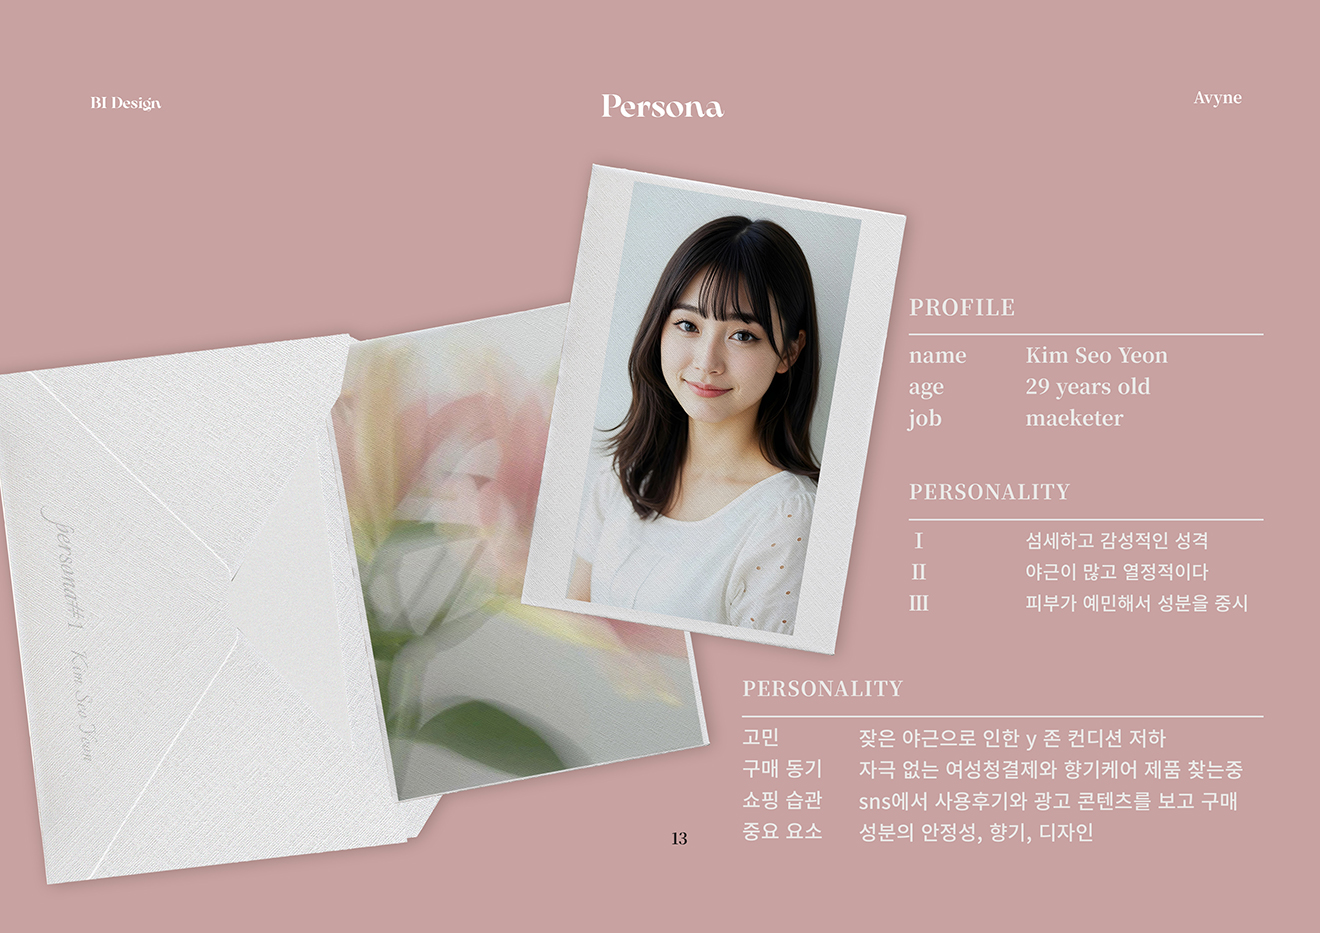 BI Design
Persona
Avyne
PROFILE
name Kim Seo Yeon
age 29 years old
job maeketer
PERSONALITY
I 섬세하고 감성적인 성격
II 야근이 많고 열정적이다
III 피부가 예민해서 성분을 중시
PERSONALITY
고민 잦은 야근으로 인한 y 존 컨디션 저하
구매 동기 자극 없는 여성청결제와 향기케어 제품 찾는중
쇼핑 습관 sns에서 사용후기와 광고 콘텐츠를 보고 구매
중요 요소 성분의 안정성, 향기, 디자인
persona#1 Kim Seo Yeon
13